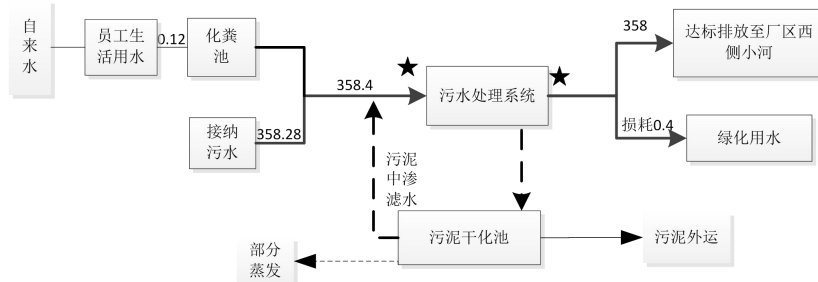 自
来
水
员工生
活用水
0.12
化粪
池
接纳
污水
358.28
358.4
★
污水处理系统
★
358
达标排放至厂区西
侧小河
损耗0.4
绿化用水
污泥
中渗
滤水
污泥干化池
污泥外运
部分
蒸发